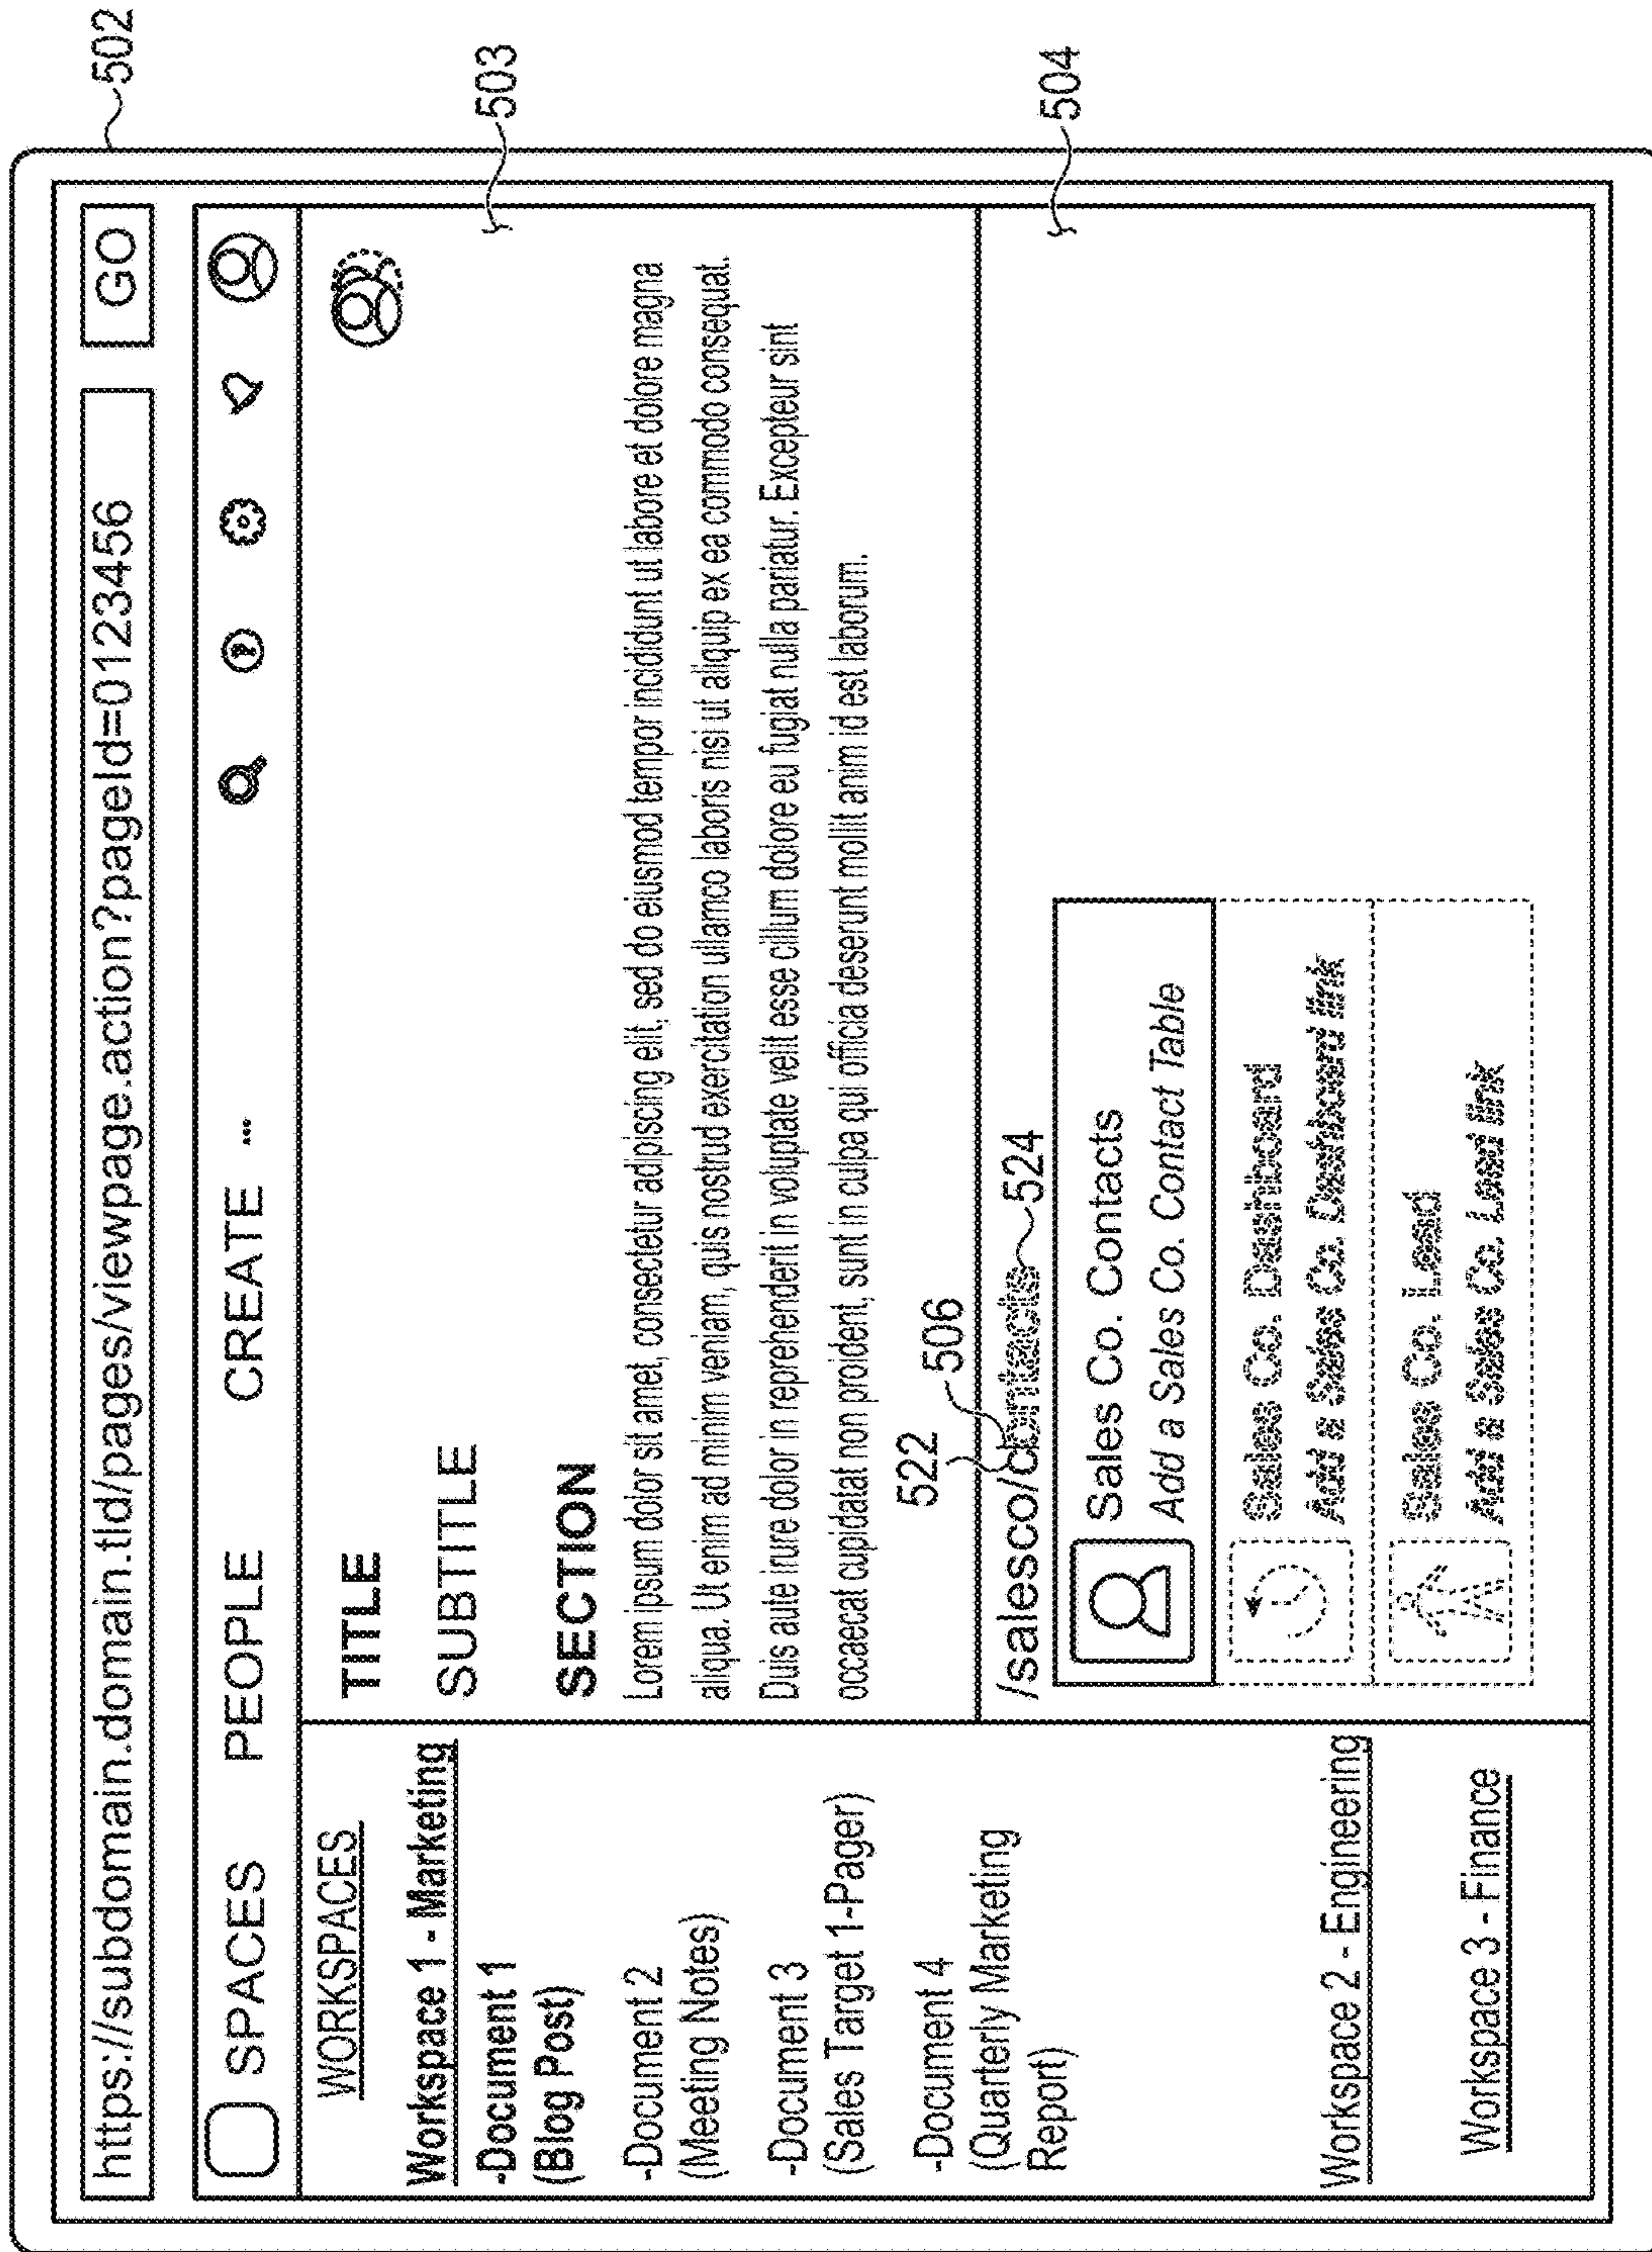 502
https://subdomain.domain.tld/pages/viewpage.action?pageId=0123456
GO
SPACES PEOPLE CREATE ...
?
WORKSPACES
Workspace 1 - Marketing
-Document 1
(Blog Post)
-Document 2
(Meeting Notes)
-Document 3
(Sales Target 1-Pager)
-Document 4
(Quarterly Marketing
Report)
Workspace 2 - Engineering
Workspace 3 - Finance
TITLE
SUBTITLE
503
SECTION
Lorem ipsum dolor sit amet, consectetur adipiscing elit, sed do eiusmod tempor incididunt ut labore et dolore magna
aliqua. Ut enim ad minim veniam, quis nostrud exercitation ullamco laboris nisi ut aliquip ex ea commodo consequat.
Duis aute irure dolor in reprehenderit in voluptate velit esse cillum dolore eu fugiat nulla pariatur. Excepteur sint
occaecat cupidatat non proident, sunt in culpa qui officia deserunt mollit anim id est laborum.
522
506
/salesco/contacts
524
504
Sales Co. Contacts
Add a Sales Co. Contact Table
Sales Co. Dashboard
Add a Sales Co. Dashboard link
Sales Co. Lead
Add a Sales Co. Lead link